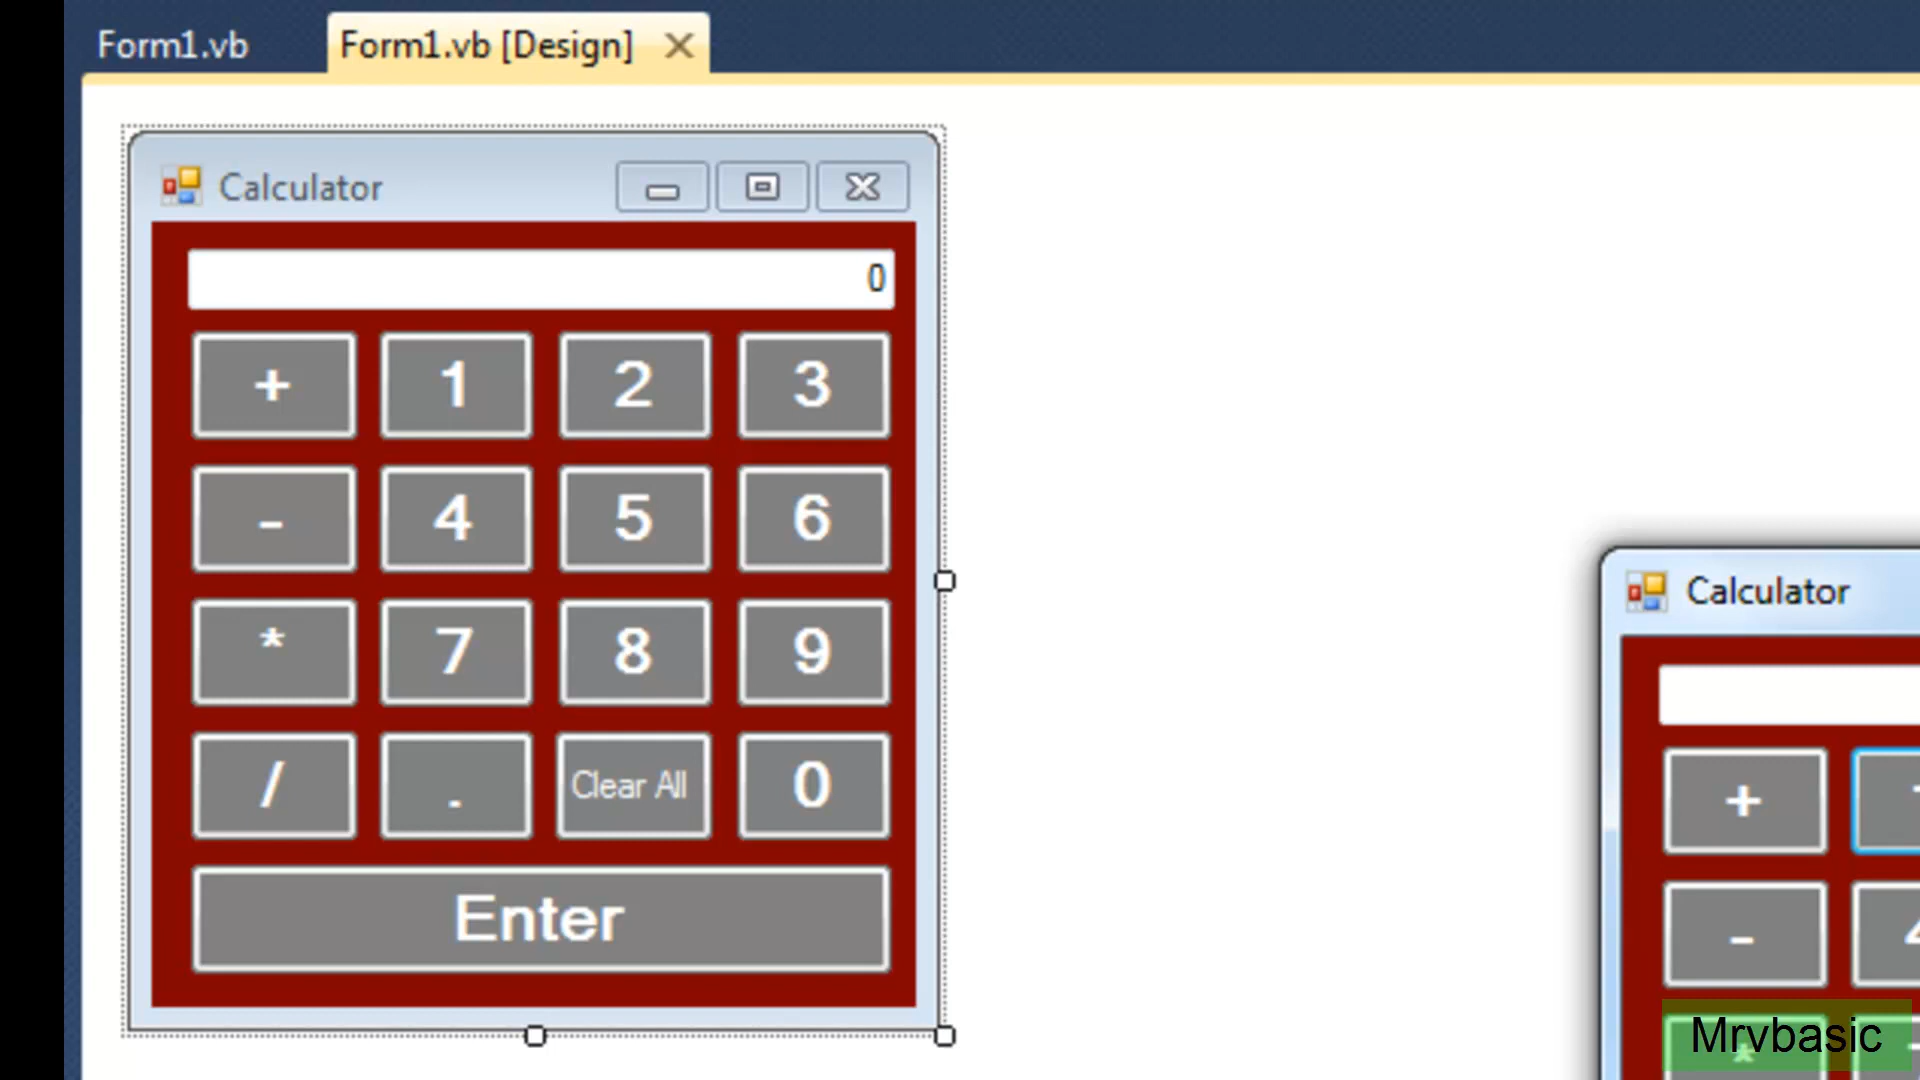 Form1.vb
Form1.vb [Design]
Calculator
0
+ 1 2 3
- 4 5 6
* 7 8 9
/ . Clear All 0
Enter
Calculator
+
-
*
Mrvbasic